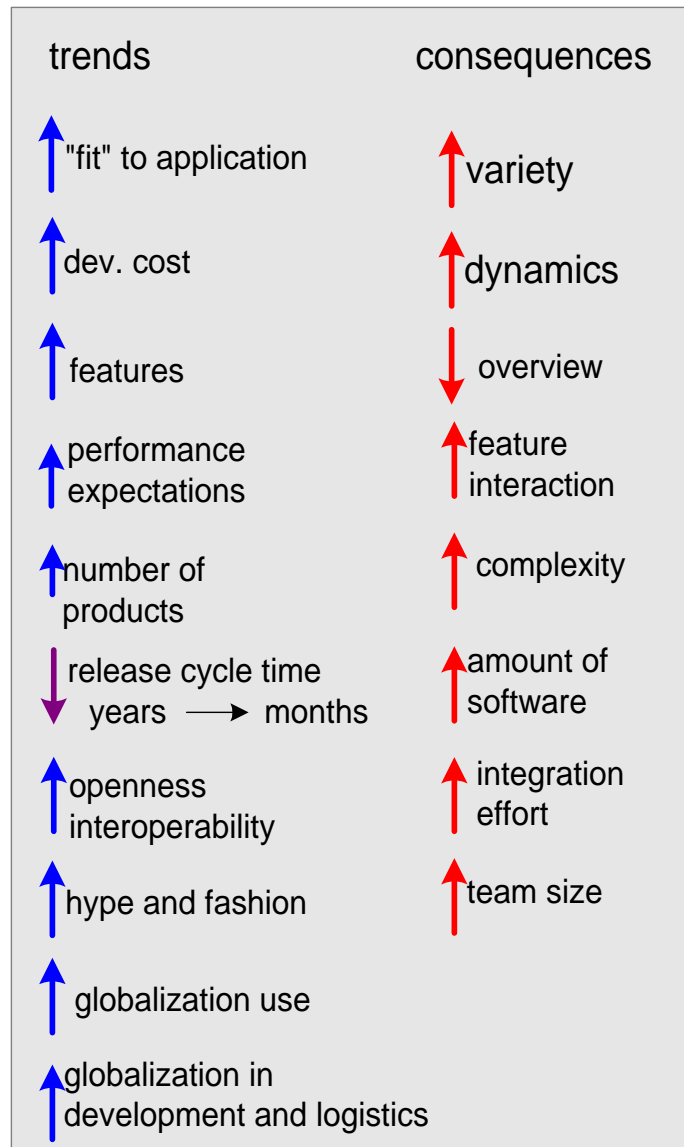 trends
"fit" to application
dev. cost
features
performance
expectations
number of
products
release cycle time
years months
openness
interoperability
hype and fashion
globalization use
globalization in
development and logistics
consequences
variety
dynamics
overview
feature
interaction
complexity
amount of
software
integration
effort
team size